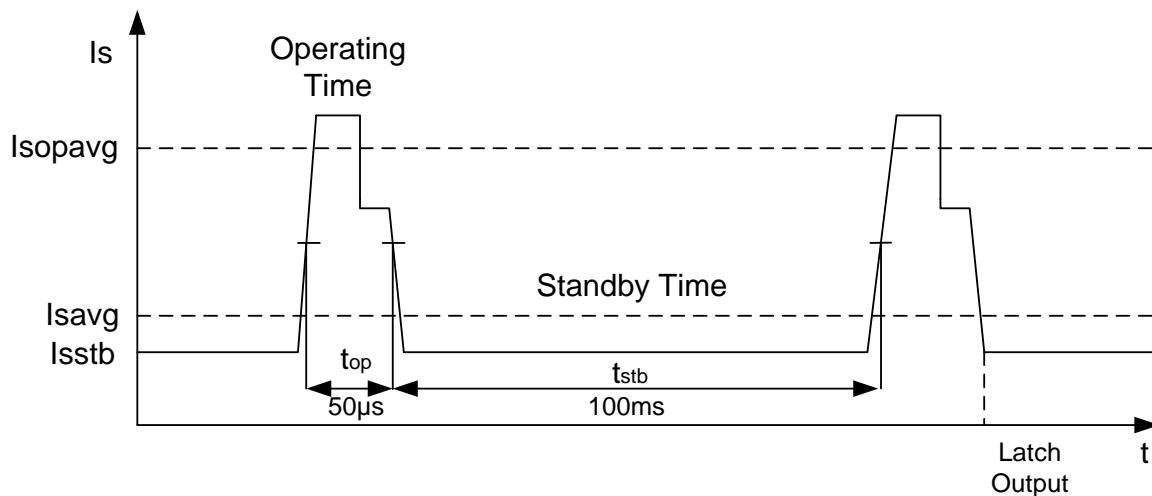 Is
Operating
Time
Isopavg
Standby Time
Isavg
Isstb
top
tstb
50µs
100ms
t
Latch
Output